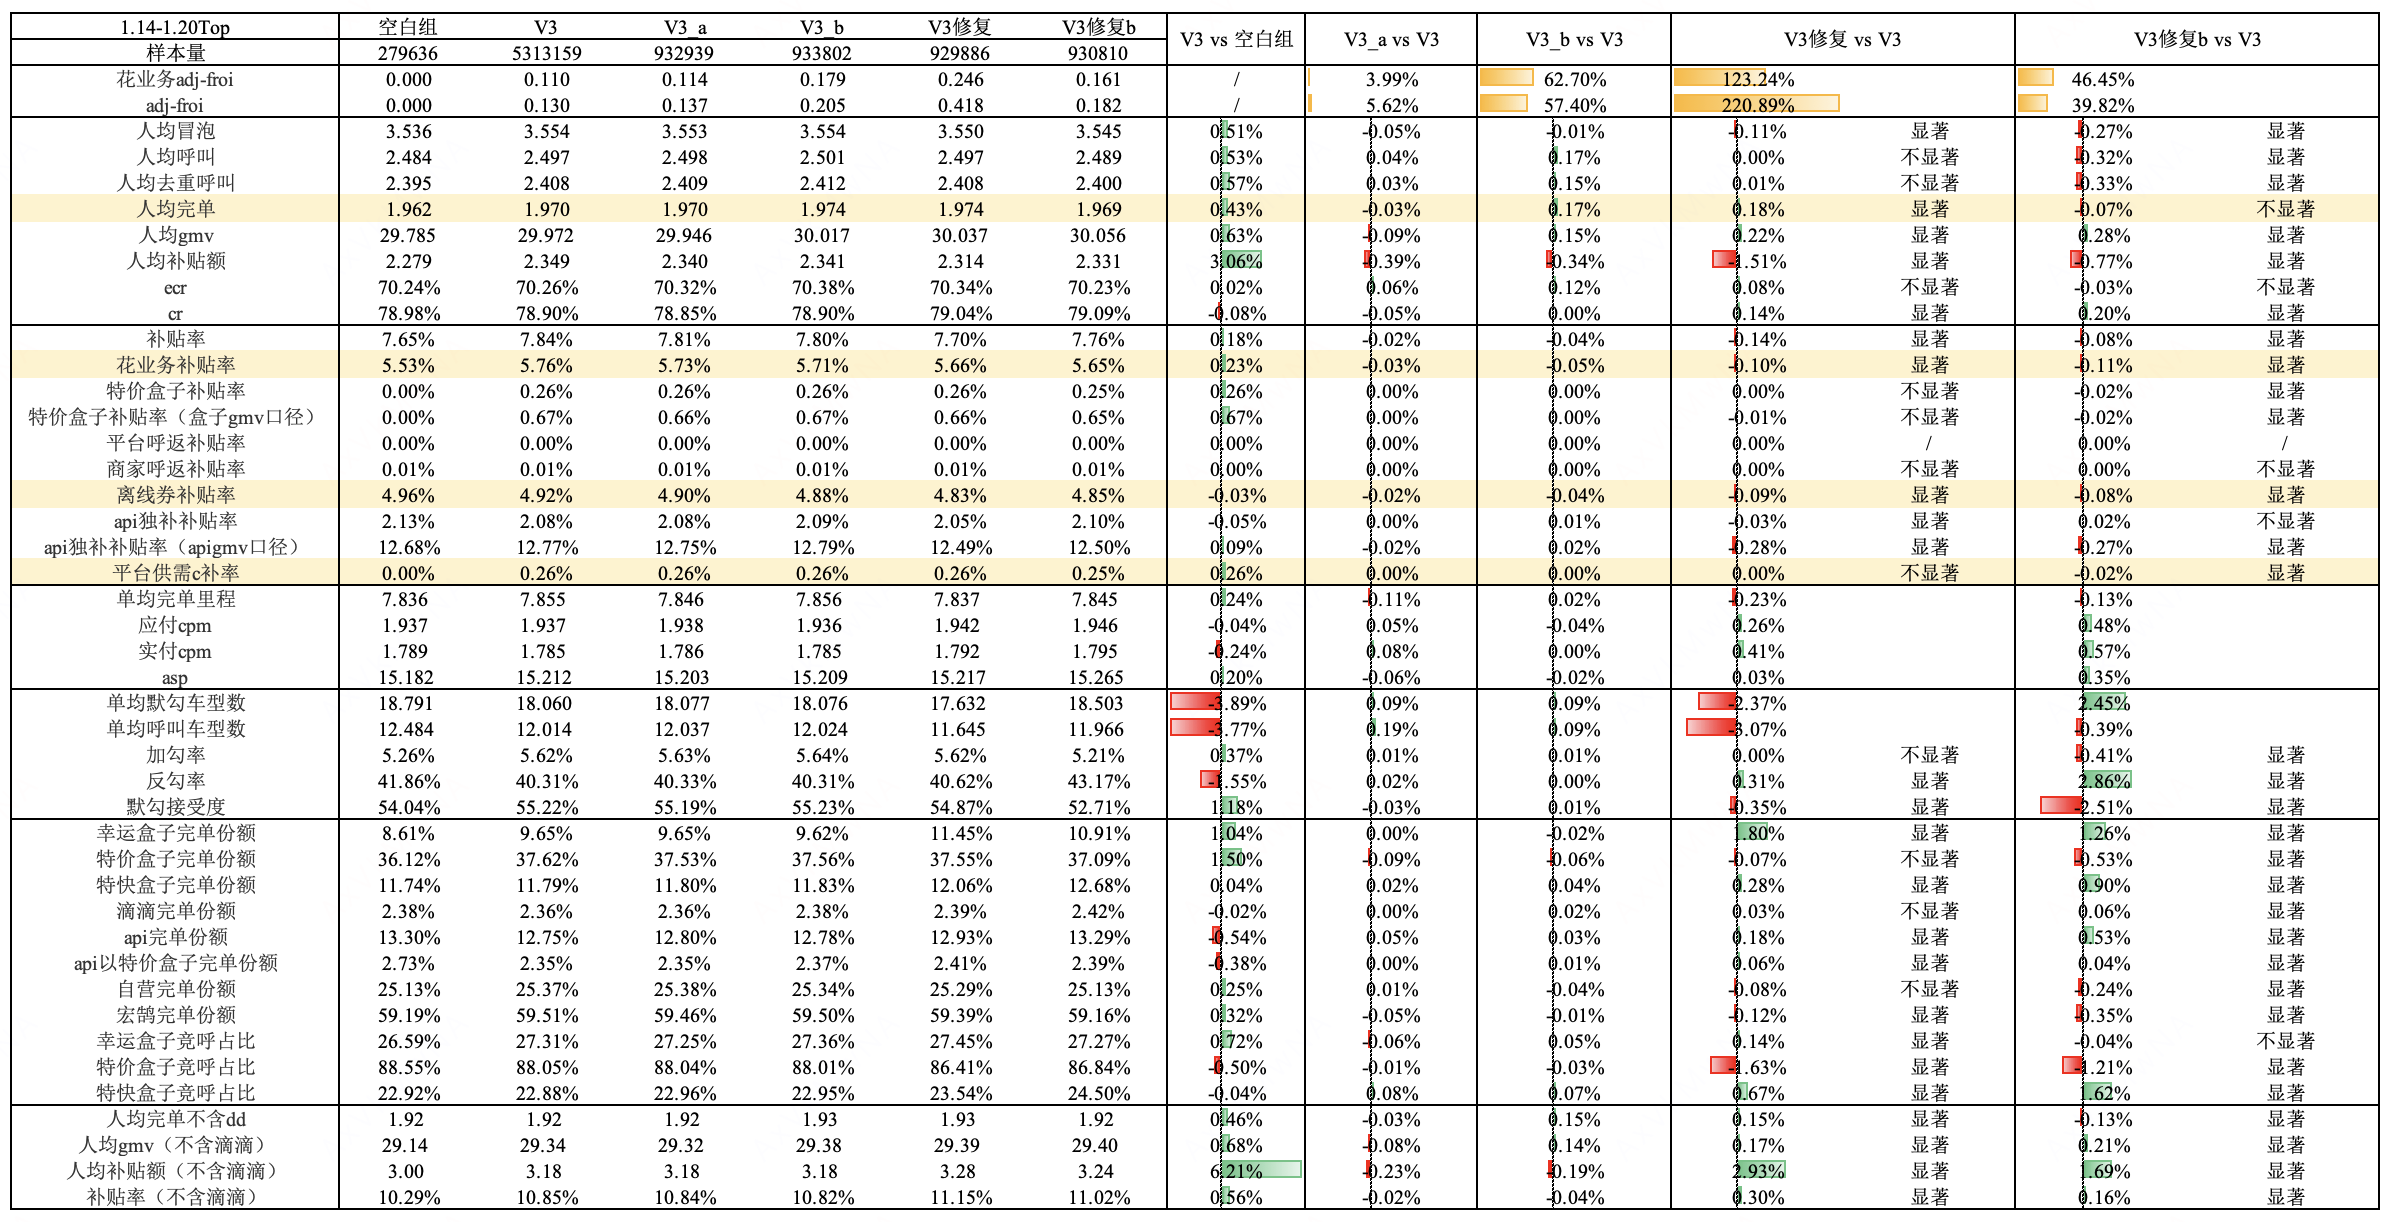 1.14-1.20Top 空白组 V3 V3_a V3_b V3修复 V3修复b V3 vs 空白组 V3_a vs V3 V3_b vs V3 V3修复 vs V3 V3修复b vs V3
样本量 279636 5313159 932939 933802 929886 930810
花业务adj-froi 0.000 0.110 0.114 0.179 0.246 0.161 / 3.99% 62.70% 123.24% 46.45%
adj-froi 0.000 0.130 0.137 0.205 0.418 0.182 / 5.62% 57.40% 220.89% 39.82%
人均冒泡 3.536 3.554 3.553 3.554 3.550 3.545 0.51% -0.05% -0.01% -0.11% 显著 -0.27% 显著
人均呼叫 2.484 2.497 2.498 2.501 2.497 2.489 0.53% 0.04% 0.17% 0.00% 不显著 -0.32% 显著
人均去重呼叫 2.395 2.408 2.409 2.412 2.408 2.400 0.57% 0.03% 0.15% 0.01% 不显著 -0.33% 显著
人均完单 1.962 1.970 1.970 1.974 1.974 1.969 0.43% -0.03% 0.17% 0.18% 显著 -0.07% 不显著
人均gmv 29.785 29.972 29.946 30.017 30.037 30.056 0.63% -0.09% 0.15% 0.22% 显著 0.28% 显著
人均补贴额 2.279 2.349 2.340 2.341 2.314 2.331 3.06% -0.39% -0.34% -1.51% 显著 -0.77% 显著
ecr 70.24% 70.26% 70.32% 70.38% 70.34% 70.23% 0.02% 0.06% 0.12% 0.08% 不显著 -0.03% 不显著
cr 78.98% 78.90% 78.85% 78.90% 79.04% 79.09% -0.08% -0.05% 0.00% 0.14% 显著 0.20% 显著
补贴率 7.65% 7.84% 7.81% 7.80% 7.70% 7.76% 0.18% -0.02% -0.04% -0.14% 显著 -0.08% 显著
花业务补贴率 5.53% 5.76% 5.73% 5.71% 5.66% 5.65% 0.23% -0.03% -0.05% -0.10% 显著 -0.11% 显著
特价盒子补贴率 0.00% 0.26% 0.26% 0.26% 0.26% 0.25% 0.26% 0.00% 0.00% 0.00% 不显著 -0.02% 显著
特价盒子补贴率（盒子gmv口径） 0.00% 0.67% 0.66% 0.67% 0.66% 0.65% 0.67% 0.00% 0.00% -0.01% 不显著 -0.02% 显著
平台呼返补贴率 0.00% 0.00% 0.00% 0.00% 0.00% 0.00% 0.00% 0.00% 0.00% 0.00% / 0.00% /
商家呼返补贴率 0.01% 0.01% 0.01% 0.01% 0.01% 0.01% 0.00% 0.00% 0.00% 0.00% 不显著 0.00% 不显著
离线券补贴率 4.96% 4.92% 4.90% 4.88% 4.83% 4.85% -0.03% -0.02% -0.04% -0.09% 显著 -0.08% 显著
api独补补贴率 2.13% 2.08% 2.08% 2.09% 2.05% 2.10% -0.05% 0.00% 0.01% -0.03% 显著 0.02% 不显著
api独补补贴率（apigmv口径） 12.68% 12.77% 12.75% 12.79% 12.49% 12.50% 0.09% -0.02% 0.02% -0.28% 显著 -0.27% 显著
平台供需c补率 0.00% 0.26% 0.26% 0.26% 0.26% 0.25% 0.26% 0.00% 0.00% 0.00% 不显著 -0.02% 显著
单均完单里程 7.836 7.855 7.846 7.856 7.837 7.845 0.24% -0.11% 0.02% -0.23% -0.13%
应付cpm 1.937 1.937 1.938 1.936 1.942 1.946 -0.04% 0.05% -0.04% 0.26% 0.48%
实付cpm 1.789 1.785 1.786 1.785 1.792 1.795 -0.24% 0.08% 0.00% 0.41% 0.57%
asp 15.182 15.212 15.203 15.209 15.217 15.265 0.20% -0.06% -0.02% 0.03% 0.35%
单均默勾车型数 18.791 18.060 18.077 18.076 17.632 18.503 -3.89% 0.09% 0.09% -2.37% 2.45%
单均呼叫车型数 12.484 12.014 12.037 12.024 11.645 11.966 -3.77% 0.19% 0.09% -3.07% -0.39%
加勾率 5.26% 5.62% 5.63% 5.64% 5.62% 5.21% 0.37% 0.01% 0.01% 0.00% 不显著 -0.41% 显著
反勾率 41.86% 40.31% 40.33% 40.31% 40.62% 43.17% -1.55% 0.02% 0.00% 0.31% 显著 2.86% 显著
默勾接受度 54.04% 55.22% 55.19% 55.23% 54.87% 52.71% 1.18% -0.03% 0.01% -0.35% 显著 -2.51% 显著
幸运盒子完单份额 8.61% 9.65% 9.65% 9.62% 11.45% 10.91% 1.04% 0.00% -0.02% 1.80% 显著 1.26% 显著
特价盒子完单份额 36.12% 37.62% 37.53% 37.56% 37.55% 37.09% 1.50% -0.09% -0.06% -0.07% 不显著 -0.53% 显著
特快盒子完单份额 11.74% 11.79% 11.80% 11.83% 12.06% 12.68% 0.04% 0.02% 0.04% 0.28% 显著 0.90% 显著
滴滴完单份额 2.38% 2.36% 2.36% 2.38% 2.39% 2.42% -0.02% 0.00% 0.02% 0.03% 不显著 0.06% 显著
api完单份额 13.30% 12.75% 12.80% 12.78% 12.93% 13.29% -0.54% 0.05% 0.03% 0.18% 显著 0.53% 显著
api以特价盒子完单份额 2.73% 2.35% 2.35% 2.37% 2.41% 2.39% -0.38% 0.00% 0.01% 0.06% 显著 0.04% 显著
自营完单份额 25.13% 25.37% 25.38% 25.34% 25.29% 25.13% 0.25% 0.01% -0.04% -0.08% 不显著 -0.24% 显著
宏鹄完单份额 59.19% 59.51% 59.46% 59.50% 59.39% 59.16% 0.32% -0.05% -0.01% -0.12% 显著 -0.35% 显著
幸运盒子竞呼占比 26.59% 27.31% 27.25% 27.36% 27.45% 27.27% 0.72% -0.06% 0.05% 0.14% 显著 -0.04% 不显著
特价盒子竞呼占比 88.55% 88.05% 88.04% 88.01% 86.41% 86.84% -0.50% -0.01% -0.03% -1.63% 显著 -1.21% 显著
特快盒子竞呼占比 22.92% 22.88% 22.96% 22.95% 23.54% 24.50% -0.04% 0.08% 0.07% 0.67% 显著 1.62% 显著
人均完单不含dd 1.92 1.92 1.92 1.93 1.93 1.92 0.46% -0.03% 0.15% 0.15% 显著 -0.13% 显著
人均gmv（不含滴滴） 29.14 29.34 29.32 29.38 29.39 29.40 0.68% -0.08% 0.14% 0.17% 显著 0.21% 显著
人均补贴额（不含滴滴） 3.00 3.18 3.18 3.18 3.28 3.24 6.21% -0.23% -0.19% 2.93% 显著 1.69% 显著
补贴率（不含滴滴） 10.29% 10.85% 10.84% 10.82% 11.15% 11.02% 0.56% -0.02% -0.04% 0.30% 显著 0.16% 显著